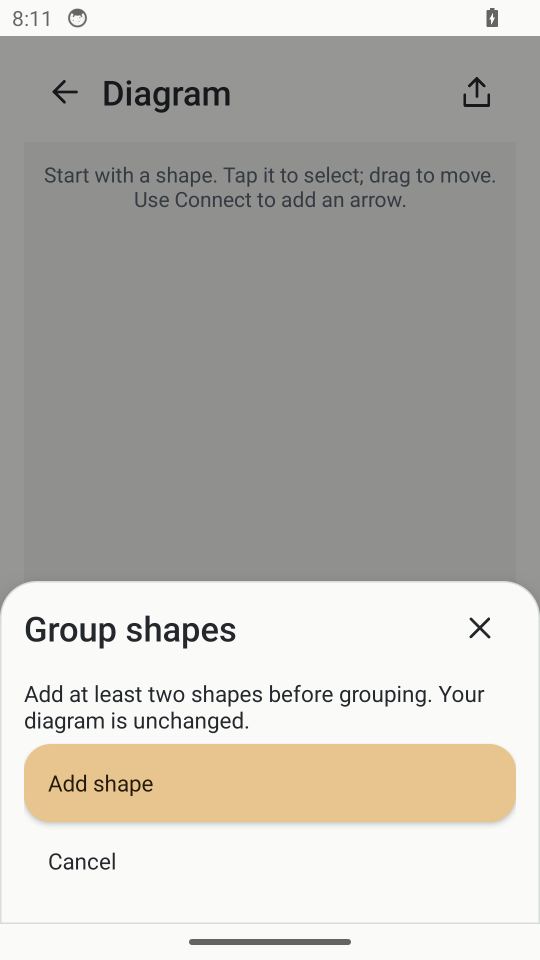 8:11
Diagram
Start with a shape. Tap it to select; drag to move.
Use Connect to add an arrow.
Group shapes
Add at least two shapes before grouping. Your
diagram is unchanged.
Add shape
Cancel